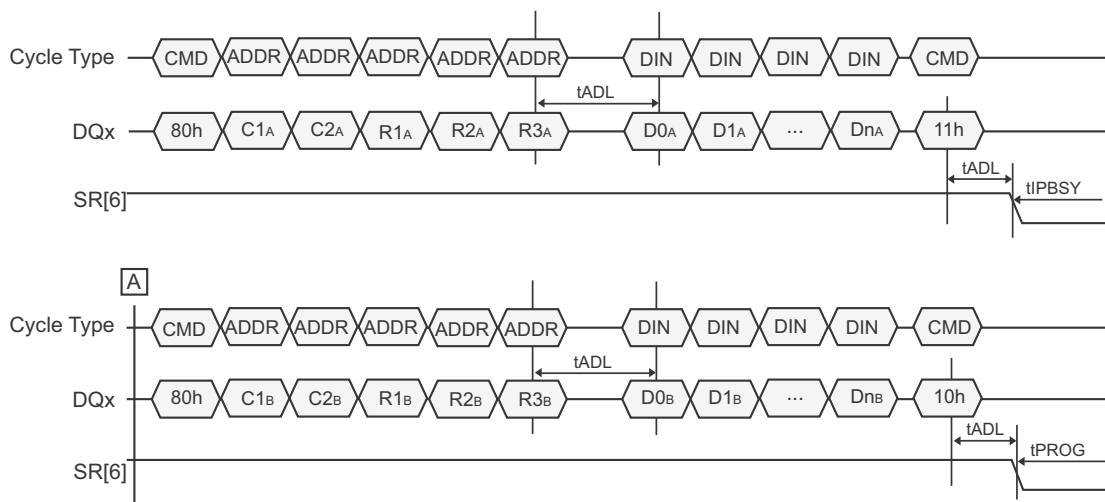 Cycle Type CMD ADDR ADDR ADDR ADDR ADDR DIN DIN DIN DIN CMD
tADL
DQx 80h C1A C2A R1A R2A R3A D0A D1A ... DnA 11h
tADL
SR[6] tIPBSY
A
Cycle Type CMD ADDR ADDR ADDR ADDR ADDR DIN DIN DIN DIN CMD
tADL
DQx 80h C1B C2B R1B R2B R3B D0B D1B ... DnB 10h
tADL
SR[6] tPROG